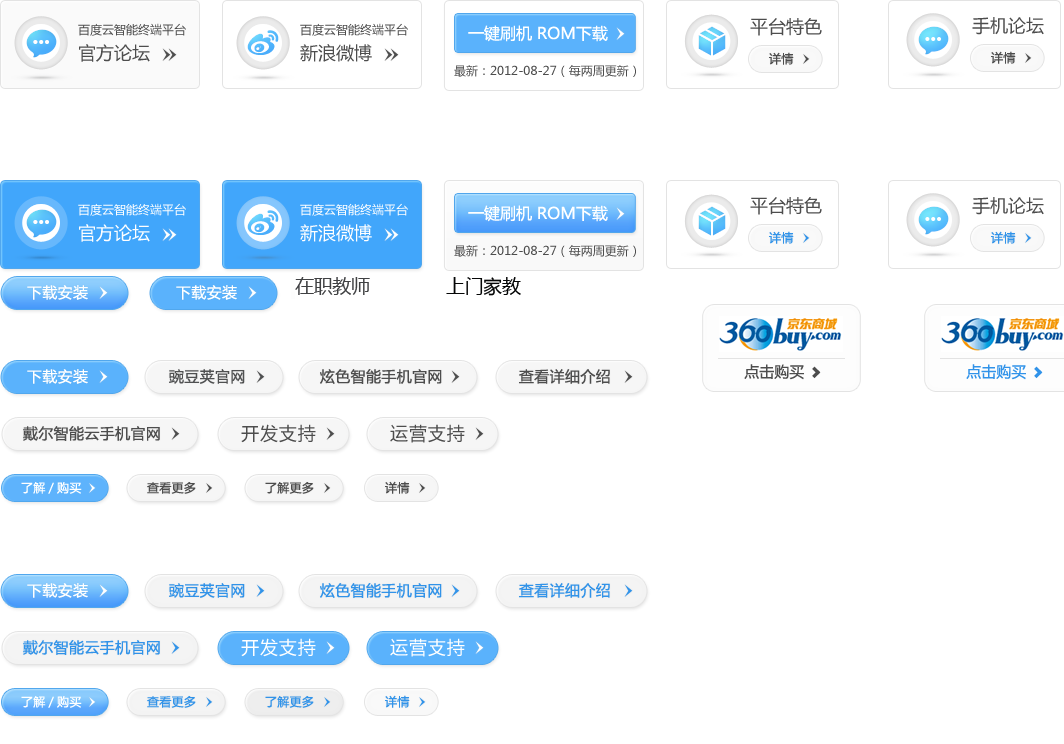 百度云智能终端平台
官方论坛
百度云智能终端平台
新浪微博
一键刷机 ROM下载
最新：2012-08-27 ( 每两周更新 )
平台特色
详情
手机论坛
详情
百度云智能终端平台
官方论坛
百度云智能终端平台
新浪微博
一键刷机 ROM下载
最新：2012-08-27 ( 每两周更新 )
平台特色
详情
手机论坛
详情
下载安装
下载安装
在职教师
上门家教
360buy.com 京东商城
点击购买
360buy.com 京东商城
点击购买
下载安装
豌豆荚官网
炫色智能手机官网
查看详细介绍
戴尔智能云手机官网
开发支持
运营支持
了解 / 购买
查看更多
了解更多
详情
下载安装
豌豆荚官网
炫色智能手机官网
查看详细介绍
戴尔智能云手机官网
开发支持
运营支持
了解 / 购买
查看更多
了解更多
详情